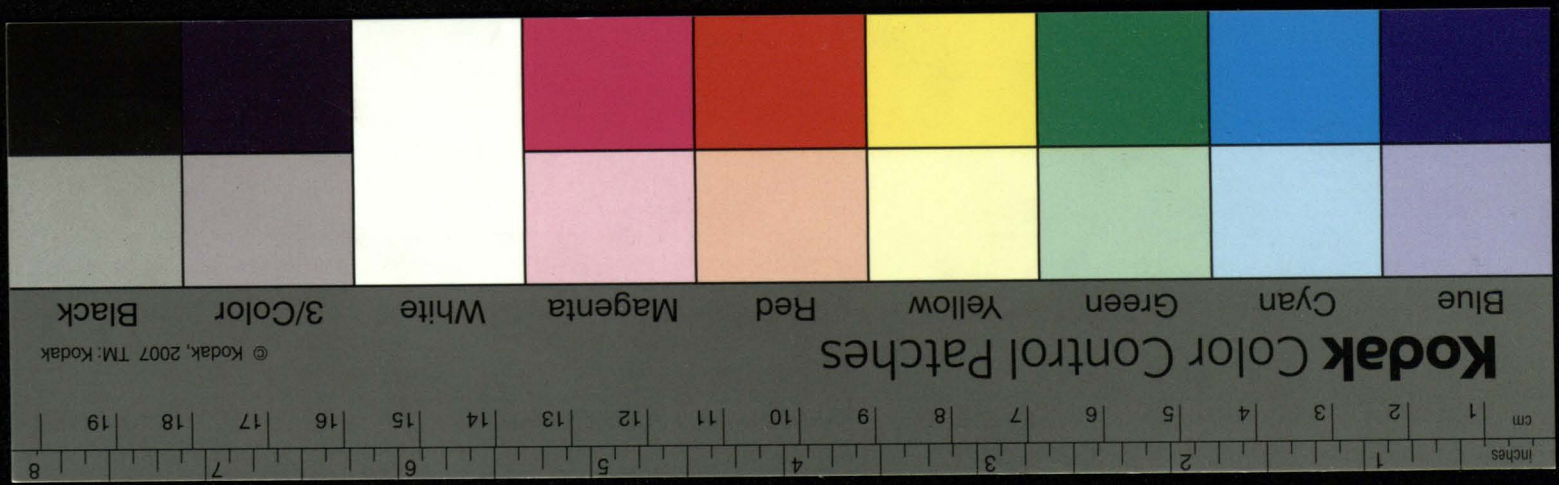 inches 1 2 3 4 5 6 7 8
cm 1 2 3 4 5 6 7 8 9 10 11 12 13 14 15 16 17 18 19
Kodak Color Control Patches © Kodak, 2007 TM: Kodak
Blue Cyan Green Yellow Red Magenta White 3/Color Black